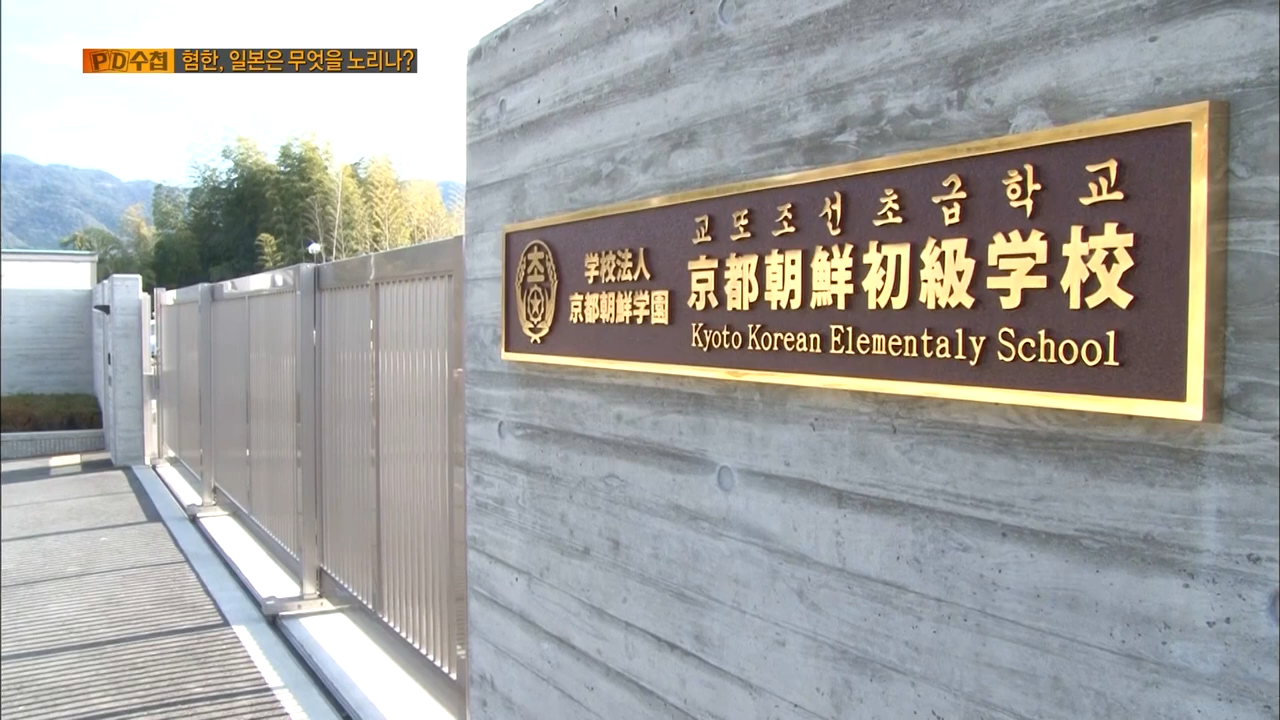 PD수첩 혐한, 일본은 무엇을 노리나?
교또조선초급학교
学校法人
京都朝鮮学園
京都朝鮮初級学校
Kyoto Korean Elementaly School
초